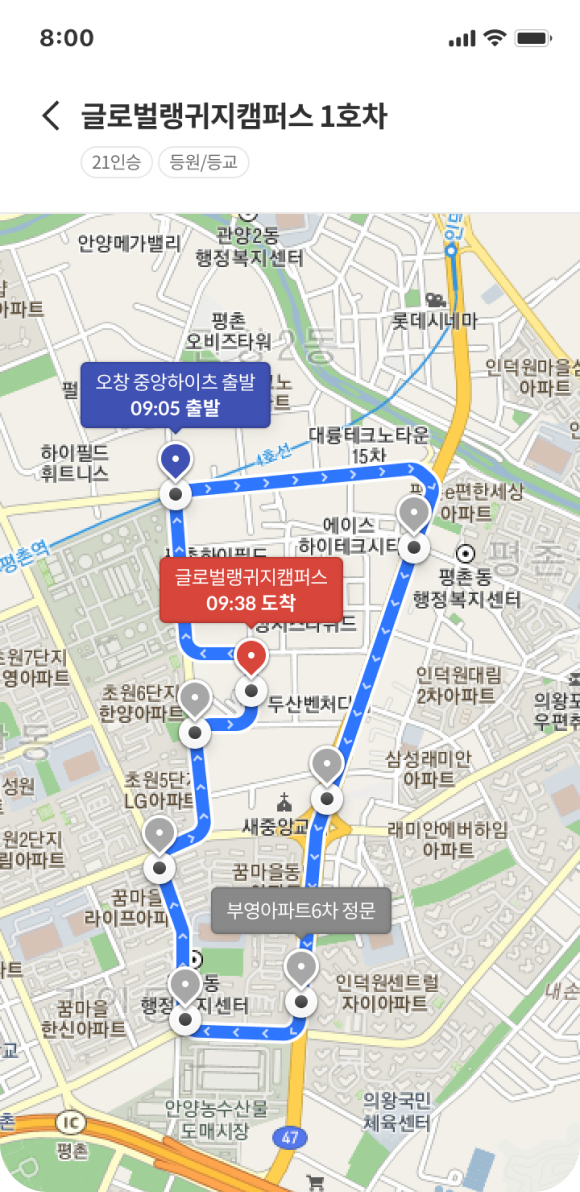 8:00
글로벌랭귀지캠퍼스 1호차
21인승
등원/등교
안양메가밸리
관양2동
행정복지센터
인덕
아파트
평촌
오비즈타워
롯데시네마
인덕원마을삼
아파트
오창 중앙하이츠 출발
09:05 출발
대륭테크노타운
15차
4호선
하이필드
휘트니스
e편한세상
아파트
에이스
하이테크시티
평촌역
평촌
평촌동
행정복지센터
글로벌랭귀지캠퍼스
09:38 도착
초원7단지
초원6단지
한양아파트
두산벤처다
인덕원대림
2차아파트
의왕포
우편취
삼성래미안
아파트
초원5단지
LG아파트
새중앙교
래미안에버하임
아파트
원2단지
림아파트
꿈마을동
꿈마을
라이프아파
부영아파트6차 정문
동
행정 지센터
인덕원센트럴
자이아파트
내손
꿈마을
한신아파트
교
안양농수산물
도매시장
의왕국민
체육센터
IC
평촌
47